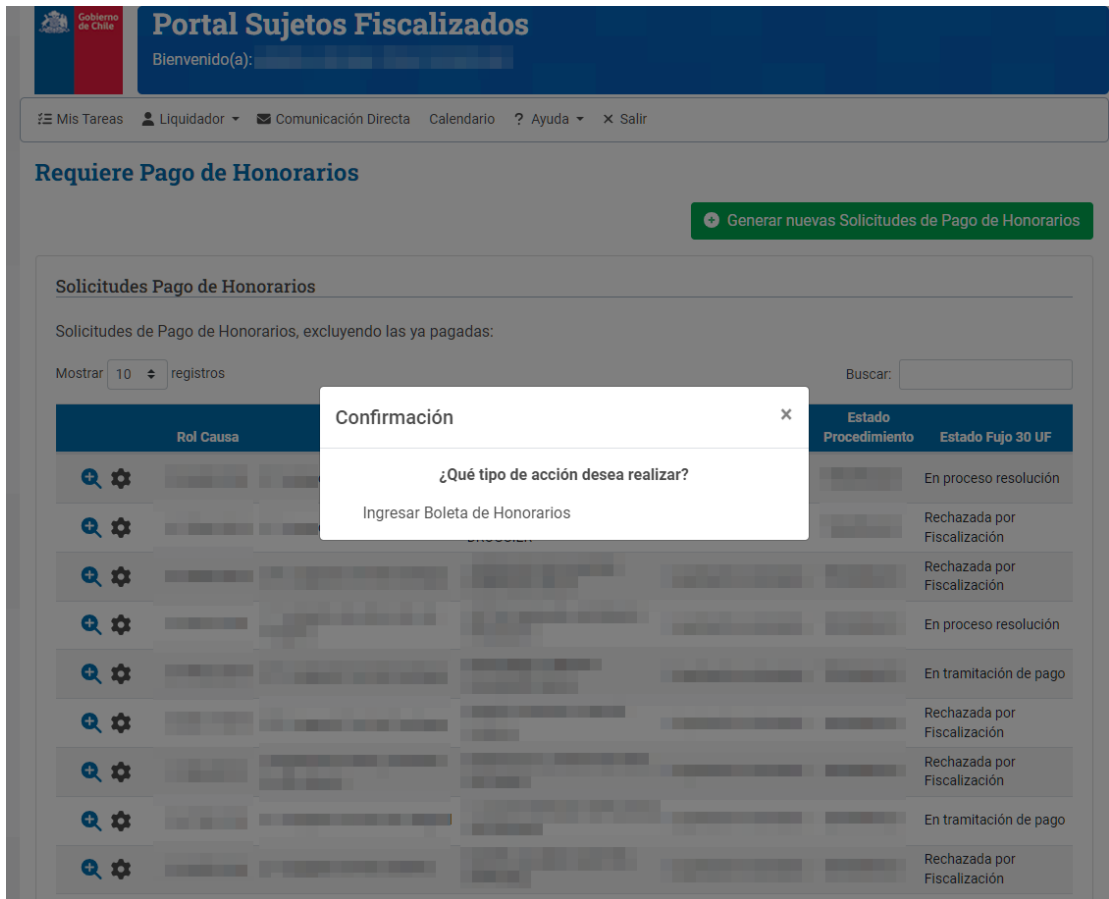 Gobierno
de Chile
Portal Sujetos Fiscalizados
Bienvenido(a):
Mis Tareas Liquidador Comunicación Directa Calendario ? Ayuda × Salir
Requiere Pago de Honorarios
Generar nuevas Solicitudes de Pago de Honorarios
Solicitudes Pago de Honorarios
Solicitudes de Pago de Honorarios, excluyendo las ya pagadas:
Mostrar 10 registros Buscar:
Confirmación ×
¿Qué tipo de acción desea realizar?
Ingresar Boleta de Honorarios
Rol Causa Estado Procedimiento Estado Fujo 30 UF
En proceso resolución
Rechazada por
Fiscalización
Rechazada por
Fiscalización
En proceso resolución
En tramitación de pago
Rechazada por
Fiscalización
Rechazada por
Fiscalización
En tramitación de pago
Rechazada por
Fiscalización